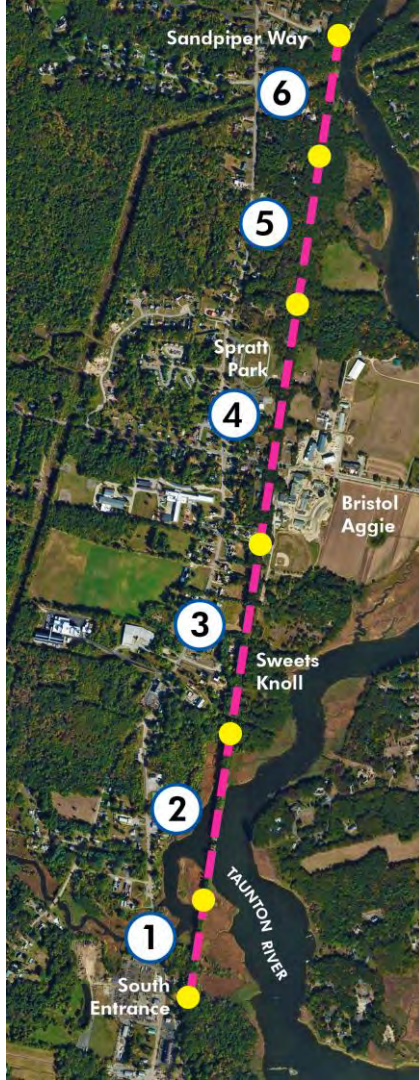 Sandpiper Way
6
5
Spratt
Park
4
Bristol
Aggie
3
Sweets
Knoll
2
TAUNTON RIVER
1
South
Entrance